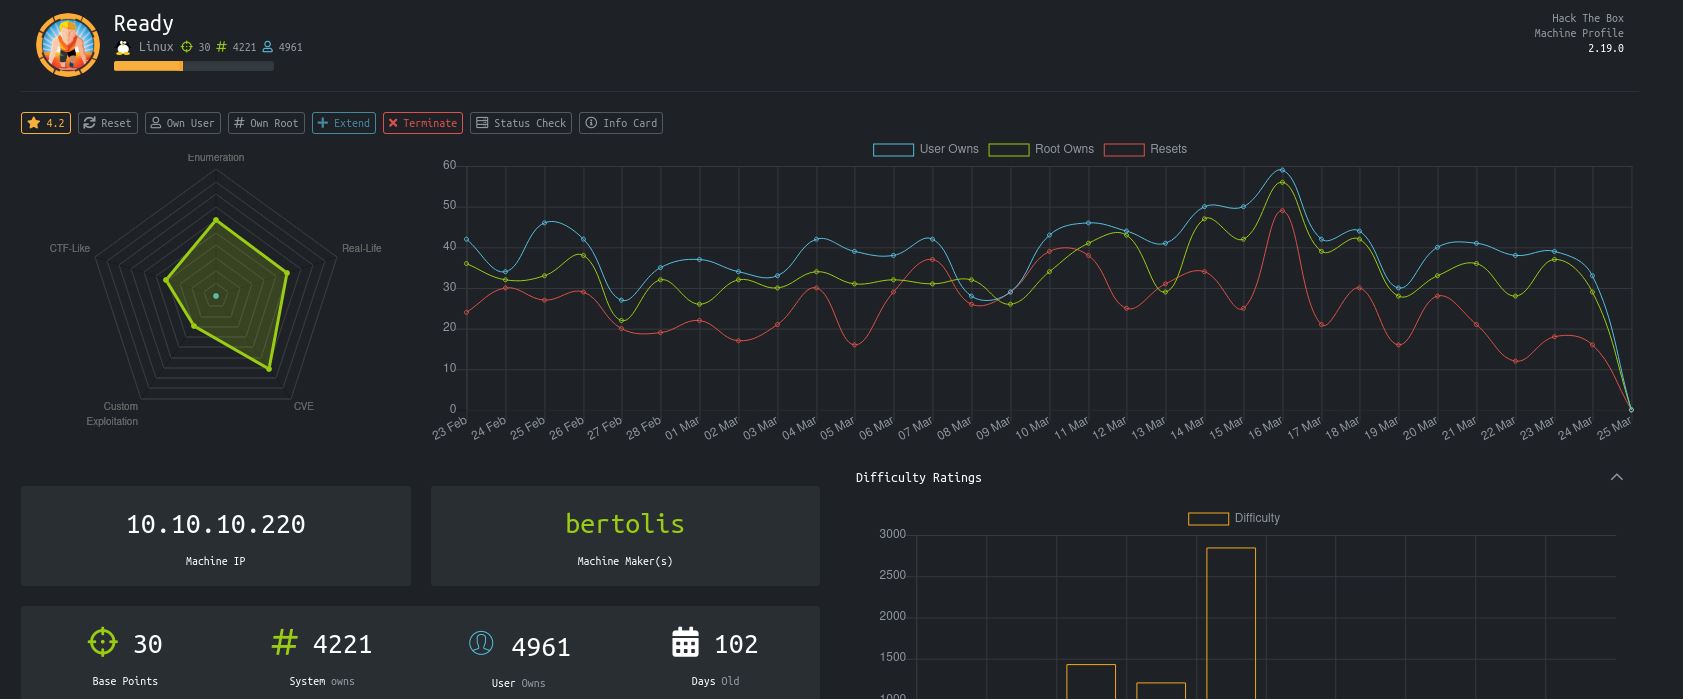 Ready
Linux 30 # 4221 4961
Hack The Box
Machine Profile
2.19.0
4.2 Reset Own User # Own Root Extend Terminate Status Check Info Card
Enumeration
CTF-Like
Real-Life
Custom
Exploitation
CVE
User Owns Root Owns Resets
60
50
40
30
20
10
0
23 Feb 24 Feb 25 Feb 26 Feb 27 Feb 28 Feb 01 Mar 02 Mar 03 Mar 04 Mar 05 Mar 06 Mar 07 Mar 08 Mar 09 Mar 10 Mar 11 Mar 12 Mar 13 Mar 14 Mar 15 Mar 16 Mar 17 Mar 18 Mar 19 Mar 20 Mar 21 Mar 22 Mar 23 Mar 24 Mar 25 Mar
10.10.10.220
Machine IP
bertolis
Machine Maker(s)
30
Base Points
# 4221
System owns
4961
User Owns
102
Days Old
Difficulty Ratings
Difficulty
3000
2500
2000
1500
1000